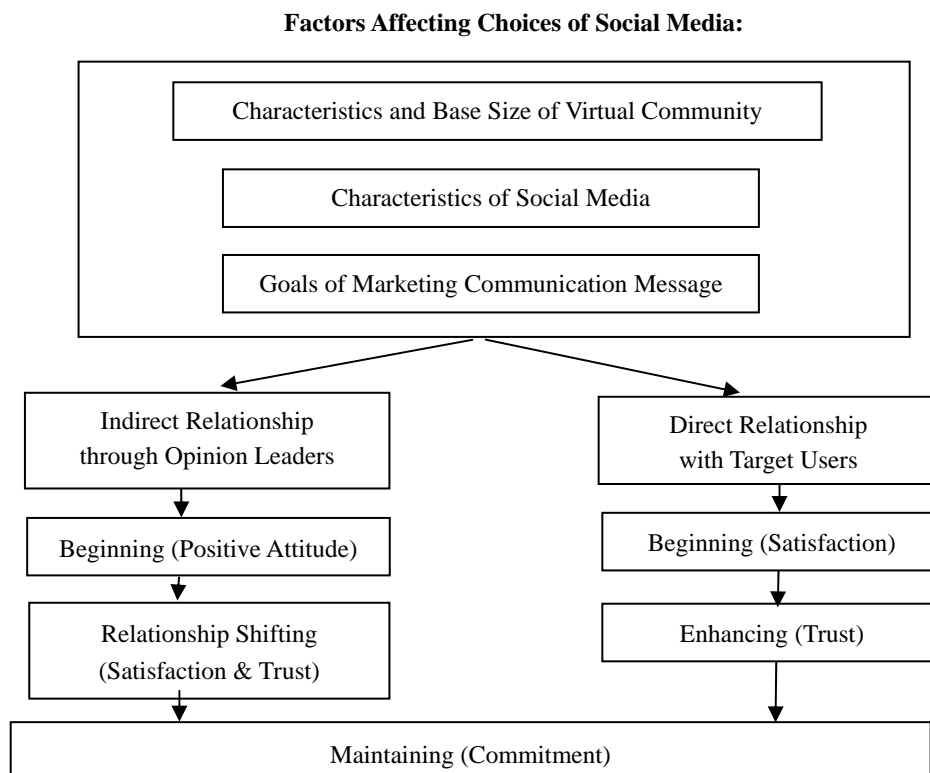 Factors Affecting Choices of Social Media:
Characteristics and Base Size of Virtual Community
Characteristics of Social Media
Goals of Marketing Communication Message
Indirect Relationship
through Opinion Leaders
Beginning (Positive Attitude)
Relationship Shifting
(Satisfaction & Trust)
Direct Relationship
with Target Users
Beginning (Satisfaction)
Enhancing (Trust)
Maintaining (Commitment)